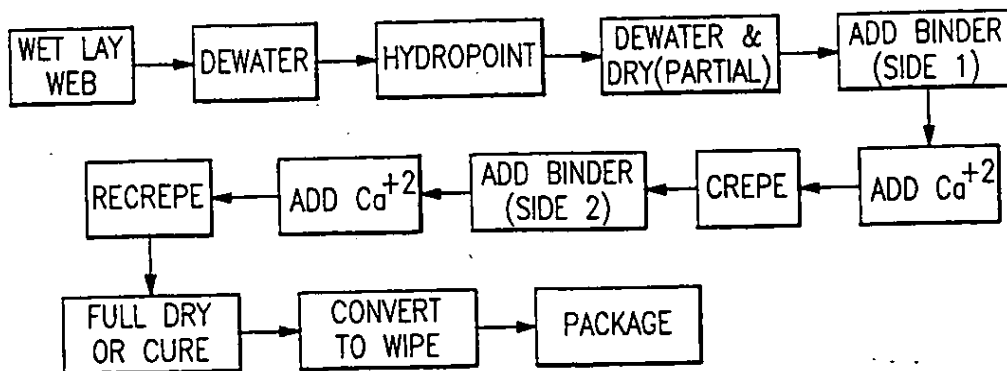 WET LAY
WEB
DEWATER
HYDROPOINT
DEWATER &
DRY(PARTIAL)
ADD BINDER
(SIDE 1)
ADD Ca+2
CREPE
ADD BINDER
(SIDE 2)
ADD Ca+2
RECREPE
FULL DRY
OR CURE
CONVERT
TO WIPE
PACKAGE